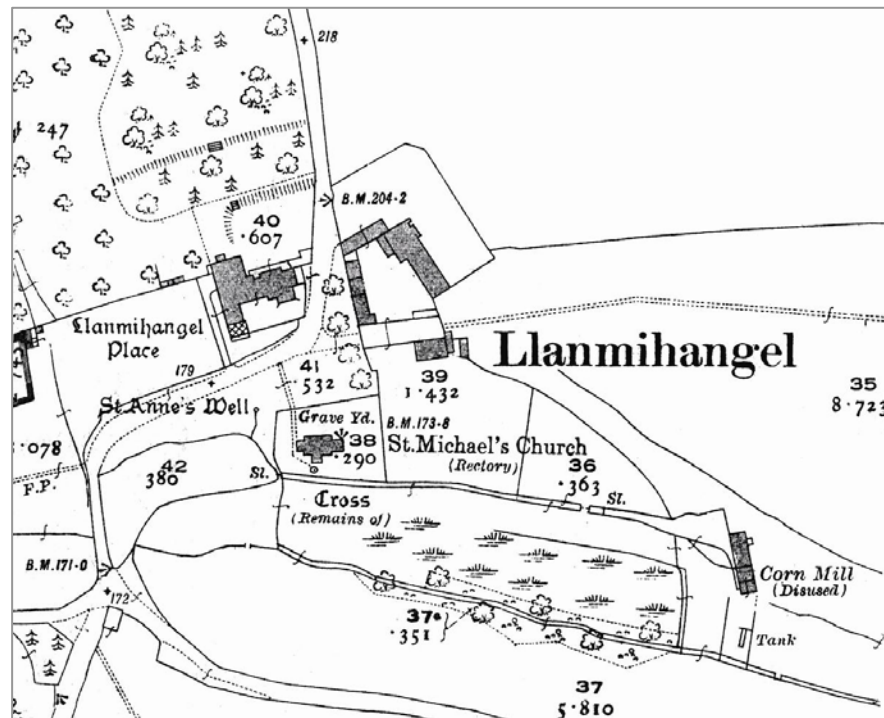 218
247
B.M. 204·2
40
·607
Llanmihangel
Place
Llanmihangel
179
41
·532
39
1·432
35
8·723
St. Anne's Well
Grave Yd.
B.M. 173·8
38
·290
St. Michael's Church
(Rectory)
·078
42
380
St.
36
·363
St.
F.P.
Cross
(Remains of)
B.M. 171·0
172
Corn Mill
(Disused)
37a
·351
Tank
37
5·810